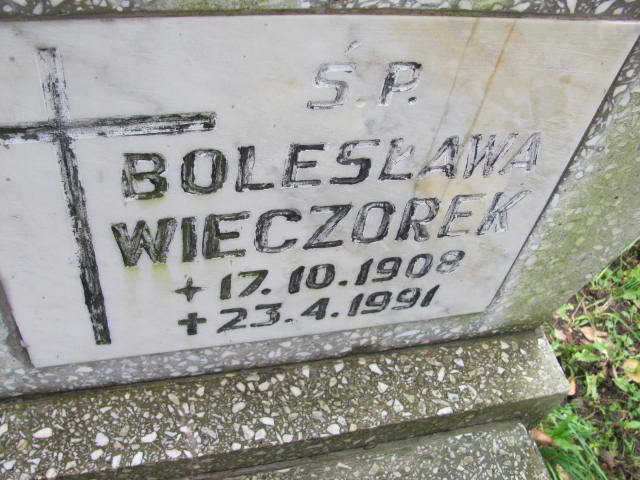 Ś.P.
BOLESŁAWA
WIECZOREK
+ 17.10.1908
+ 23.4.1991